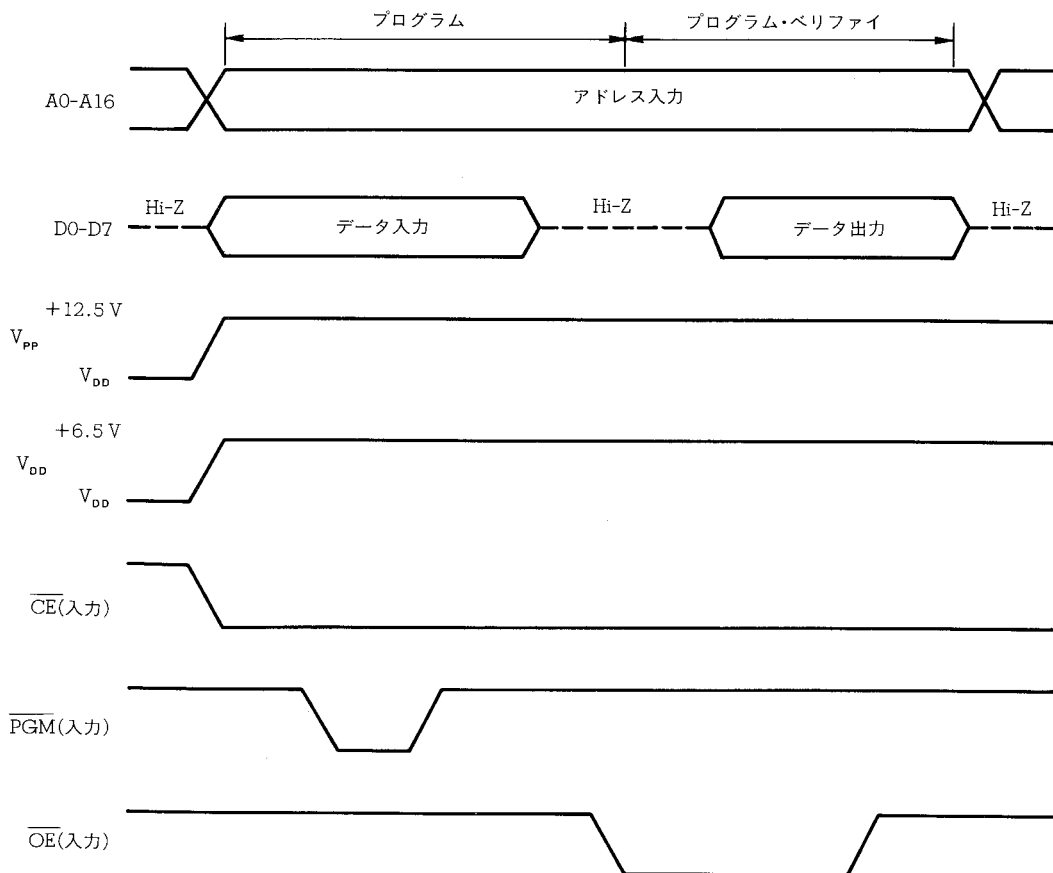 プログラム プログラム・ベリファイ
A0-A16 アドレス入力
Hi-Z Hi-Z Hi-Z
D0-D7 データ入力 データ出力
+12.5 V
VPP
VDD
+6.5 V
VDD
VDD
CE(入力)
PGM(入力)
OE(入力)